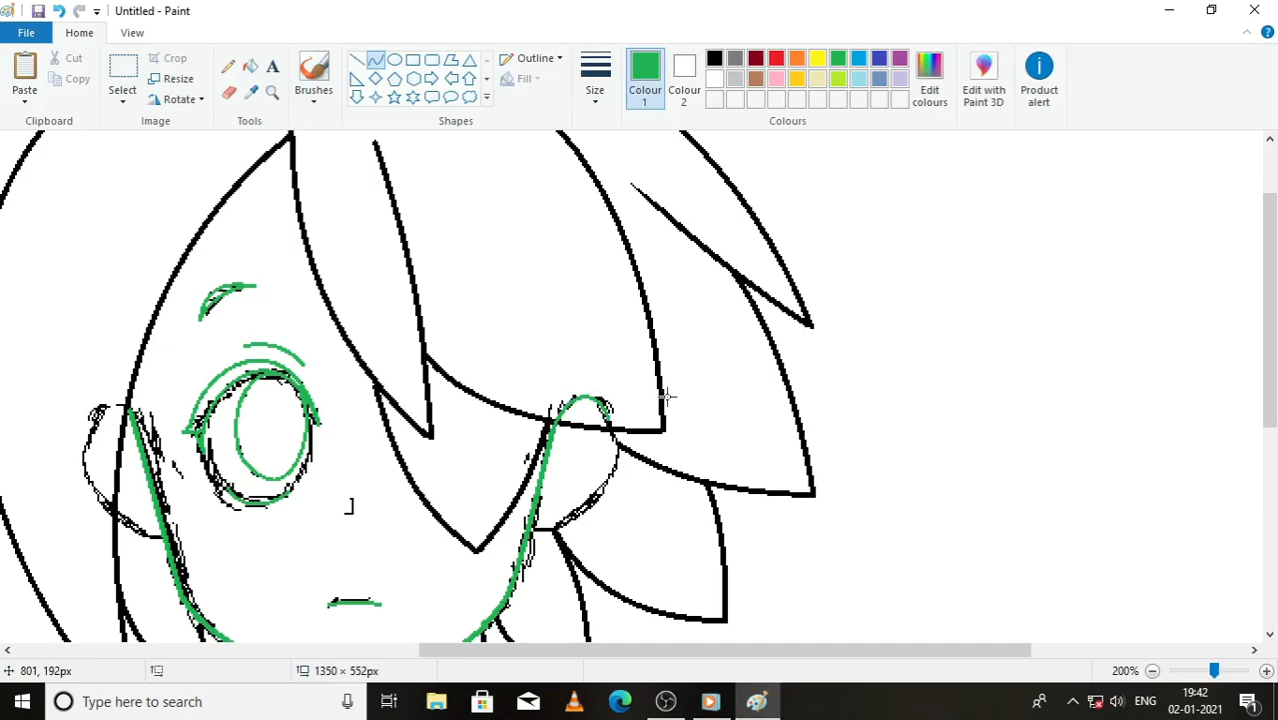 Untitled - Paint
File
Home
View
Paste
Cut
Copy
Clipboard
Select
Crop
Resize
Rotate
Image
A
Tools
Brushes
Outline
Fill
Shapes
Size
Colour 1
Colour 2
Edit colours
Edit with Paint 3D
Product alert
Colours
801, 192px
1350 × 552px
200%
Type here to search
ENG
19:42
02-01-2021
1